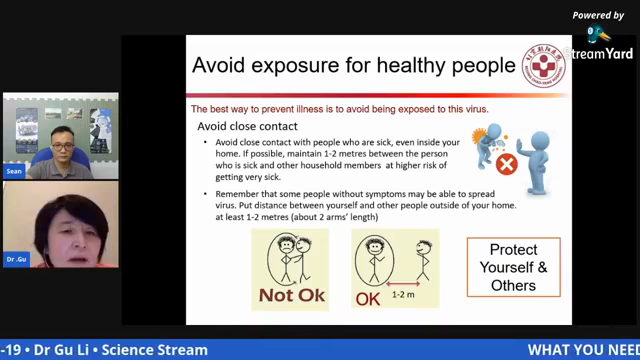 Powered by
StreamYard
Avoid exposure for healthy people
The best way to prevent illness is to avoid being exposed to this virus.
Avoid close contact
• Avoid close contact with people who are sick, even inside your
home. If possible, maintain 1-2 metres between the person
who is sick and other household members at higher risk of
getting very sick.
• Remember that some people without symptoms may be able to spread
virus. Put distance between yourself and other people outside of your home.
at least 1-2 metres (about 2 arms' length)
Not Ok
OK
1-2 m
Protect
Yourself &
Others
Sean
Dr .Gu
-19 • Dr Gu Li • Science Stream
WHAT YOU NEED